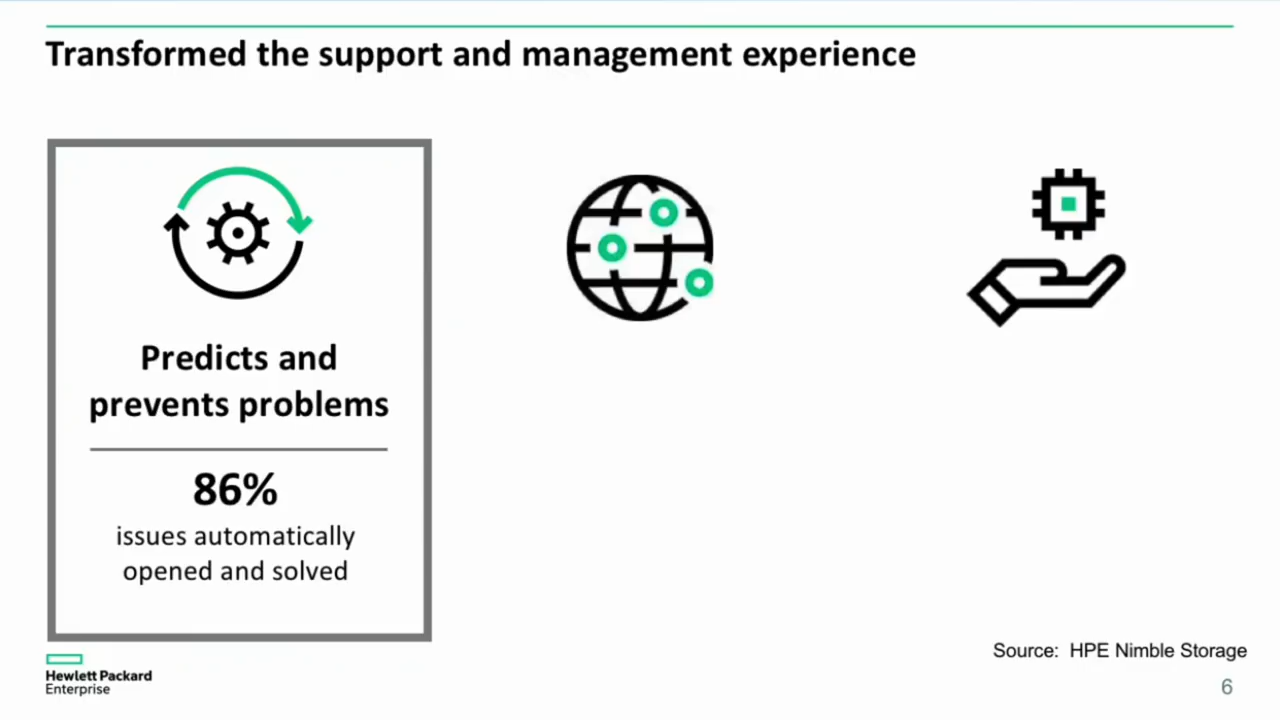 Transformed the support and management experience
Predicts and
prevents problems
86%
issues automatically
opened and solved
Source: HPE Nimble Storage
Hewlett Packard
Enterprise
6